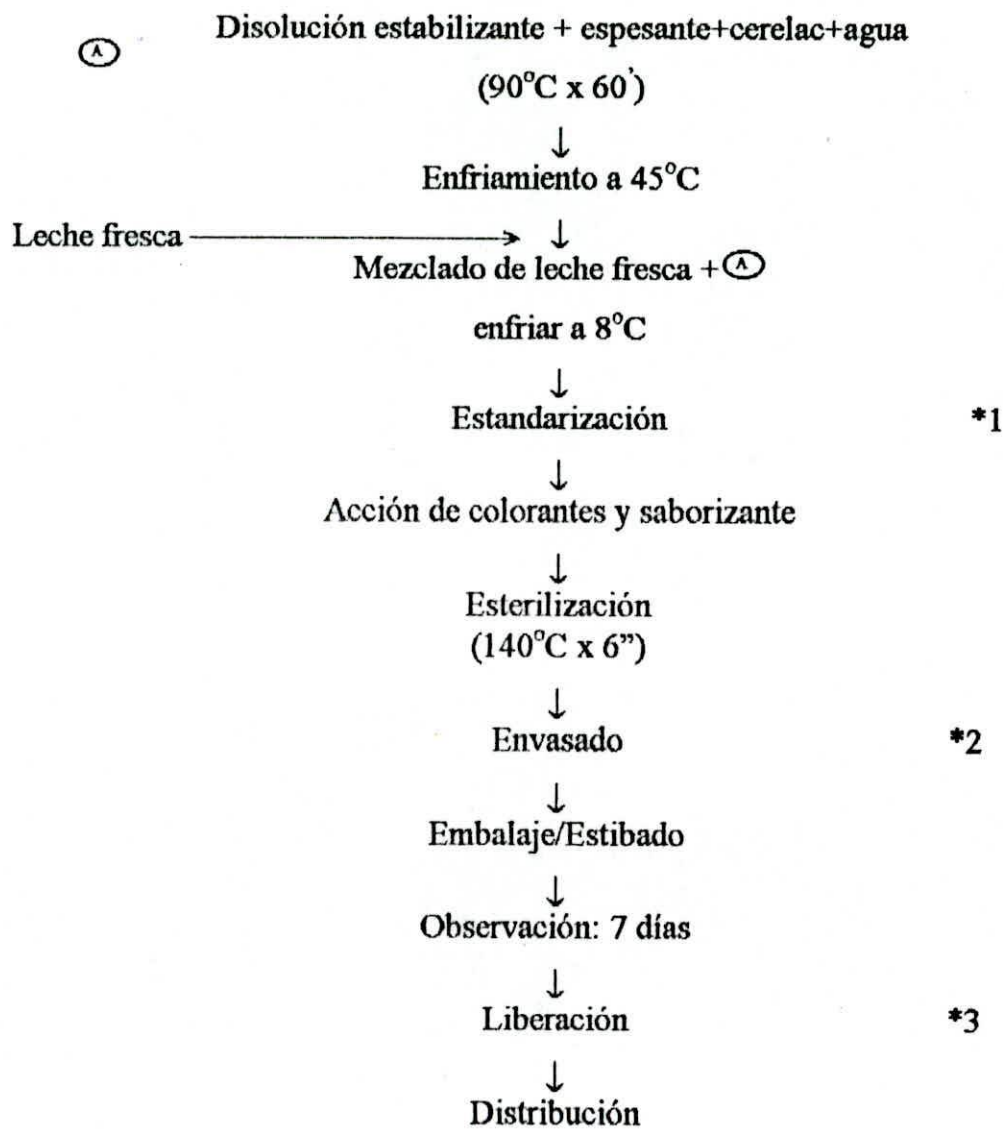 Disolución estabilizante + espesante+cerelac+agua
Ⓐ
(90°C x 60')
↓
Enfriamiento a 45°C
Leche fresca → ↓
Mezclado de leche fresca +Ⓐ
enfriar a 8°C
↓
Estandarización *1
↓
Acción de colorantes y saborizante
↓
Esterilización
(140°C x 6”)
↓
Envasado *2
↓
Embalaje/Estibado
↓
Observación: 7 días
↓
Liberación *3
↓
Distribución